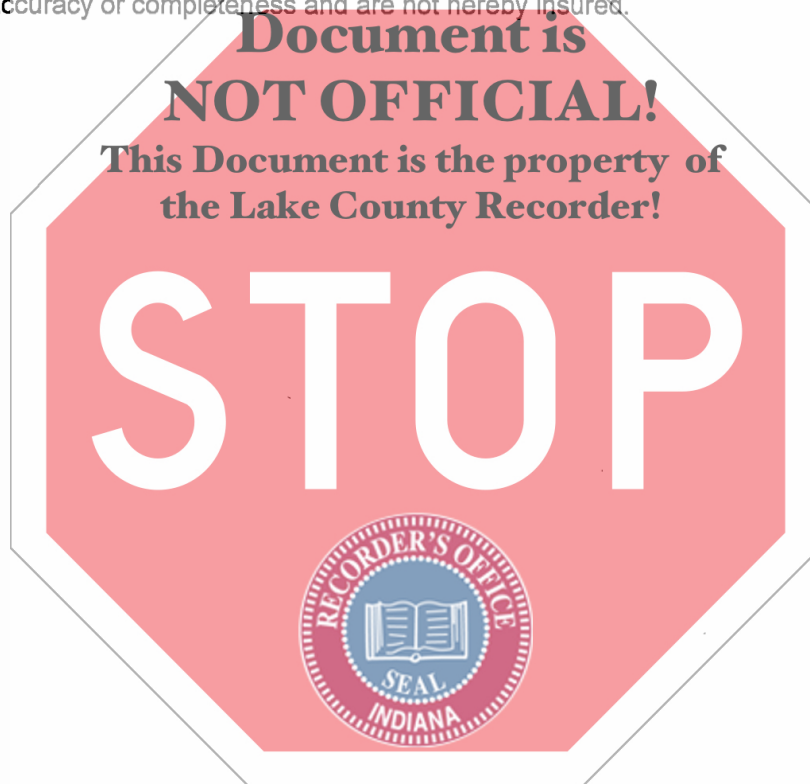 ccuracy or completeness and are not hereby insured.
Document is
NOT OFFICIAL!
This Document is the property of
the Lake County Recorder!
STOP
RECORDER'S OFFICE
SEAL
INDIANA